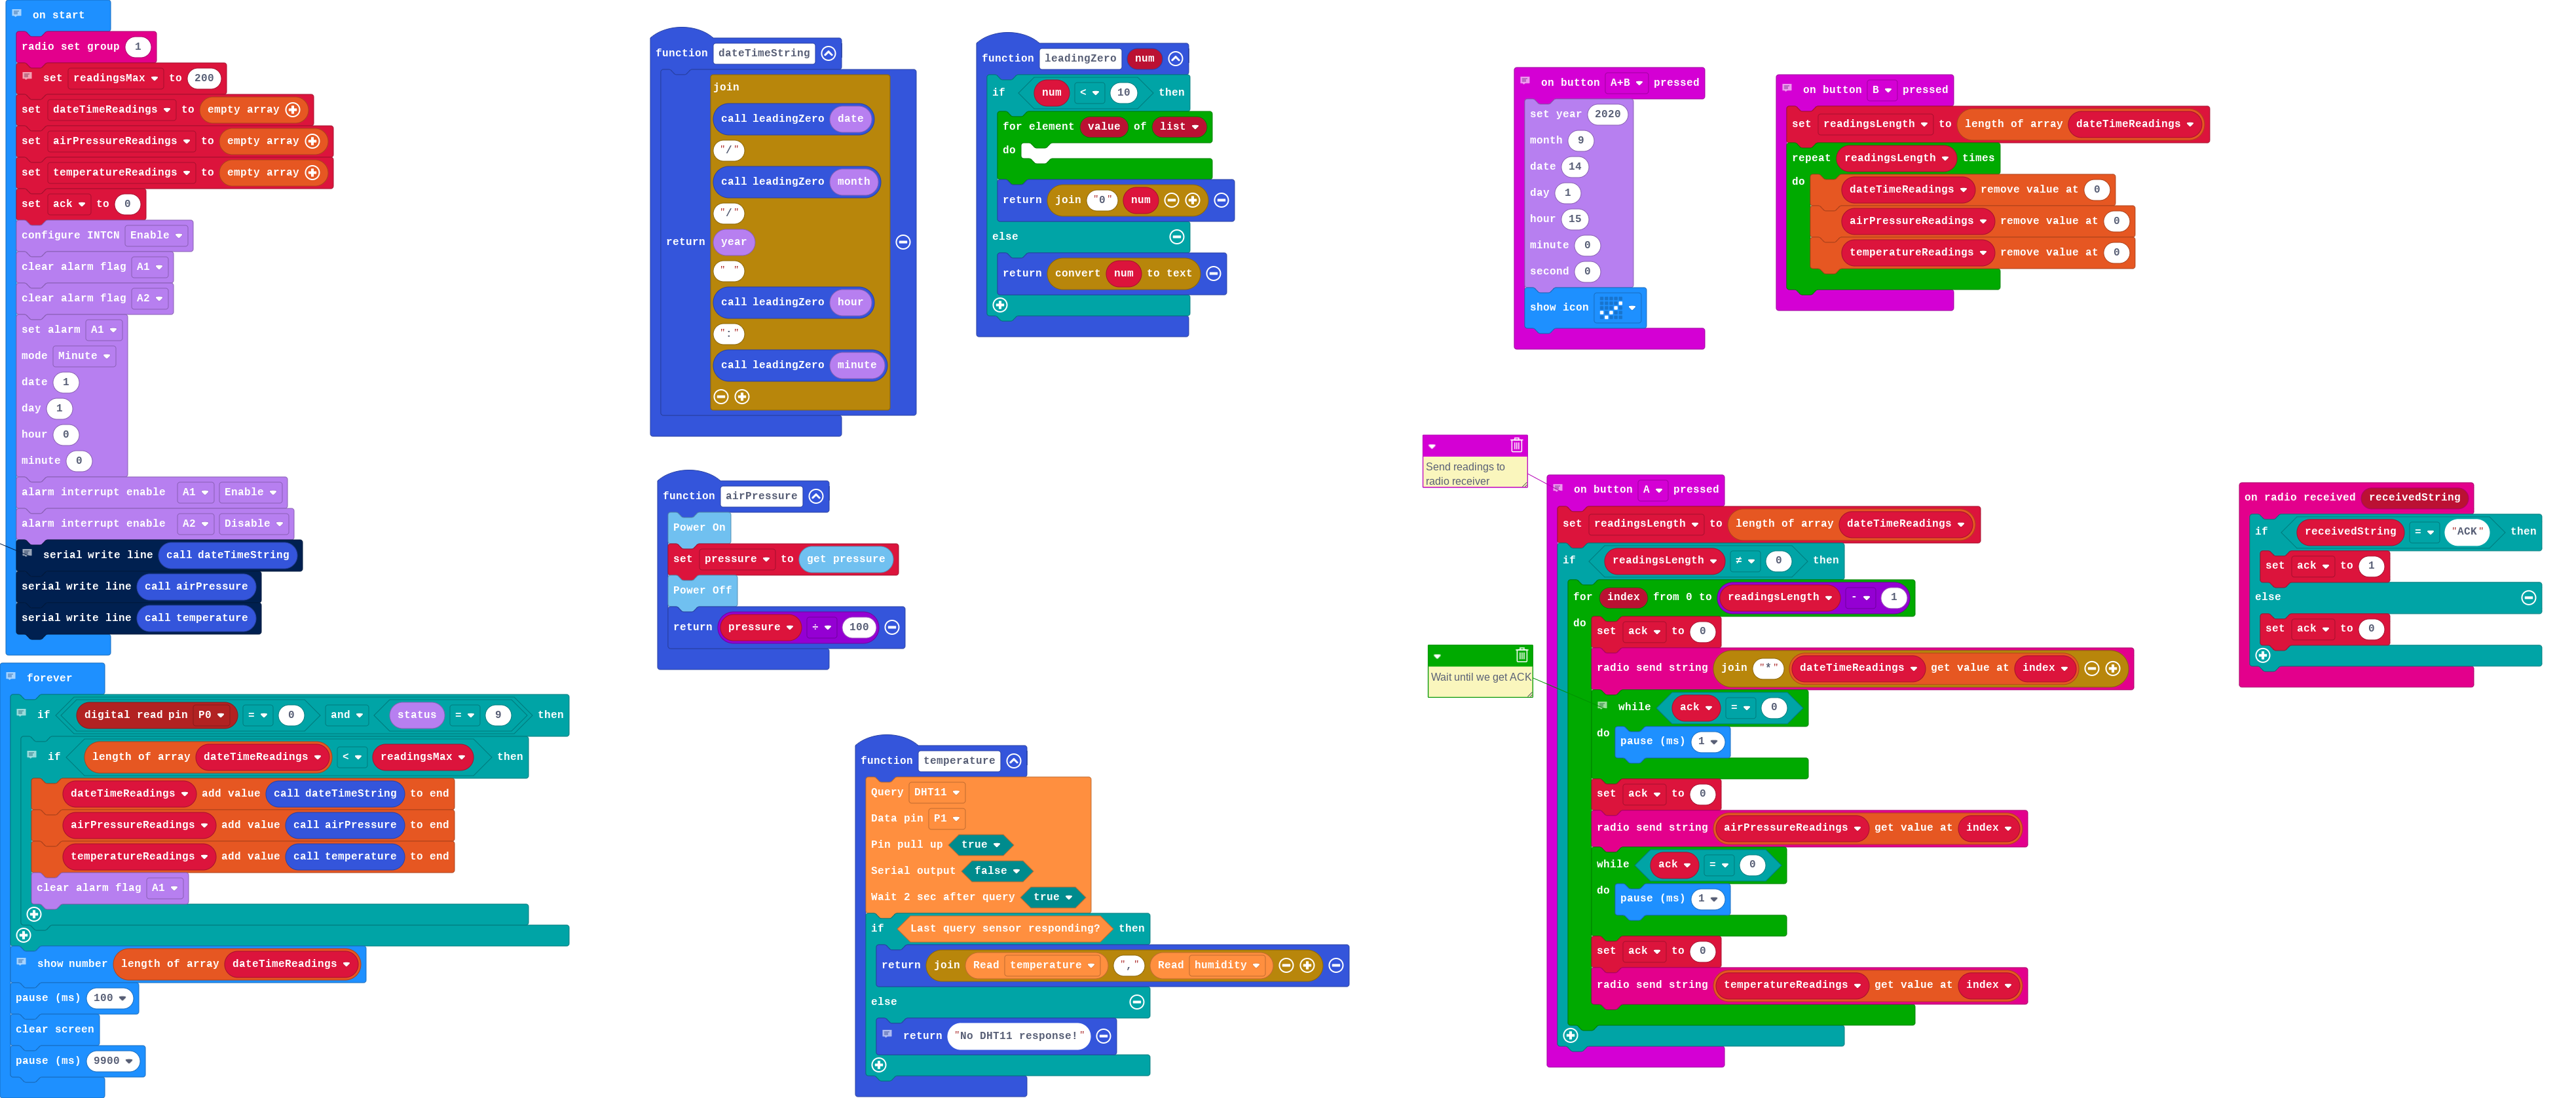 on start
radio set group 1
set readingsMax to 200
set dateTimeReadings to empty array
set airPressureReadings to empty array
set temperatureReadings to empty array
set ack to 0
configure INTCN Enable
clear alarm flag A1
clear alarm flag A2
set alarm A1
mode Minute
date 1
day 1
hour 0
minute 0
alarm interrupt enable A1 Enable
alarm interrupt enable A2 Disable
serial write line call dateTimeString
serial write line call airPressure
serial write line call temperature
forever
if digital read pin P0 = 0 and status = 9 then
if length of array dateTimeReadings < readingsMax then
dateTimeReadings add value call dateTimeString to end
airPressureReadings add value call airPressure to end
temperatureReadings add value call temperature to end
clear alarm flag A1
show number length of array dateTimeReadings
pause (ms) 100
clear screen
pause (ms) 9900
function dateTimeString
join
call leadingZero date
"/"
call leadingZero month
"/"
return year
" "
call leadingZero hour
":"
call leadingZero minute
function leadingZero num
if num < 10 then
for element value of list
do
return join "0" num
else
return convert num to text
function airPressure
Power On
set pressure to get pressure
Power Off
return pressure ÷ 100
function temperature
Query DHT11
Data pin P1
Pin pull up true
Serial output false
Wait 2 sec after query true
if Last query sensor responding? then
return join Read temperature "," Read humidity
else
return "No DHT11 response!"
on button A+B pressed
set year 2020
month 9
date 14
day 1
hour 15
minute 0
second 0
show icon
on button B pressed
set readingsLength to length of array dateTimeReadings
repeat readingsLength times
do dateTimeReadings remove value at 0
airPressureReadings remove value at 0
temperatureReadings remove value at 0
Send readings to
radio receiver
on button A pressed
set readingsLength to length of array dateTimeReadings
if readingsLength ≠ 0 then
for index from 0 to readingsLength - 1
do set ack to 0
radio send string join "*" dateTimeReadings get value at index
Wait until we get ACK
while ack = 0
do pause (ms) 1
set ack to 0
radio send string airPressureReadings get value at index
while ack = 0
do pause (ms) 1
set ack to 0
radio send string temperatureReadings get value at index
on radio received receivedString
if receivedString = "ACK" then
set ack to 1
else
set ack to 0